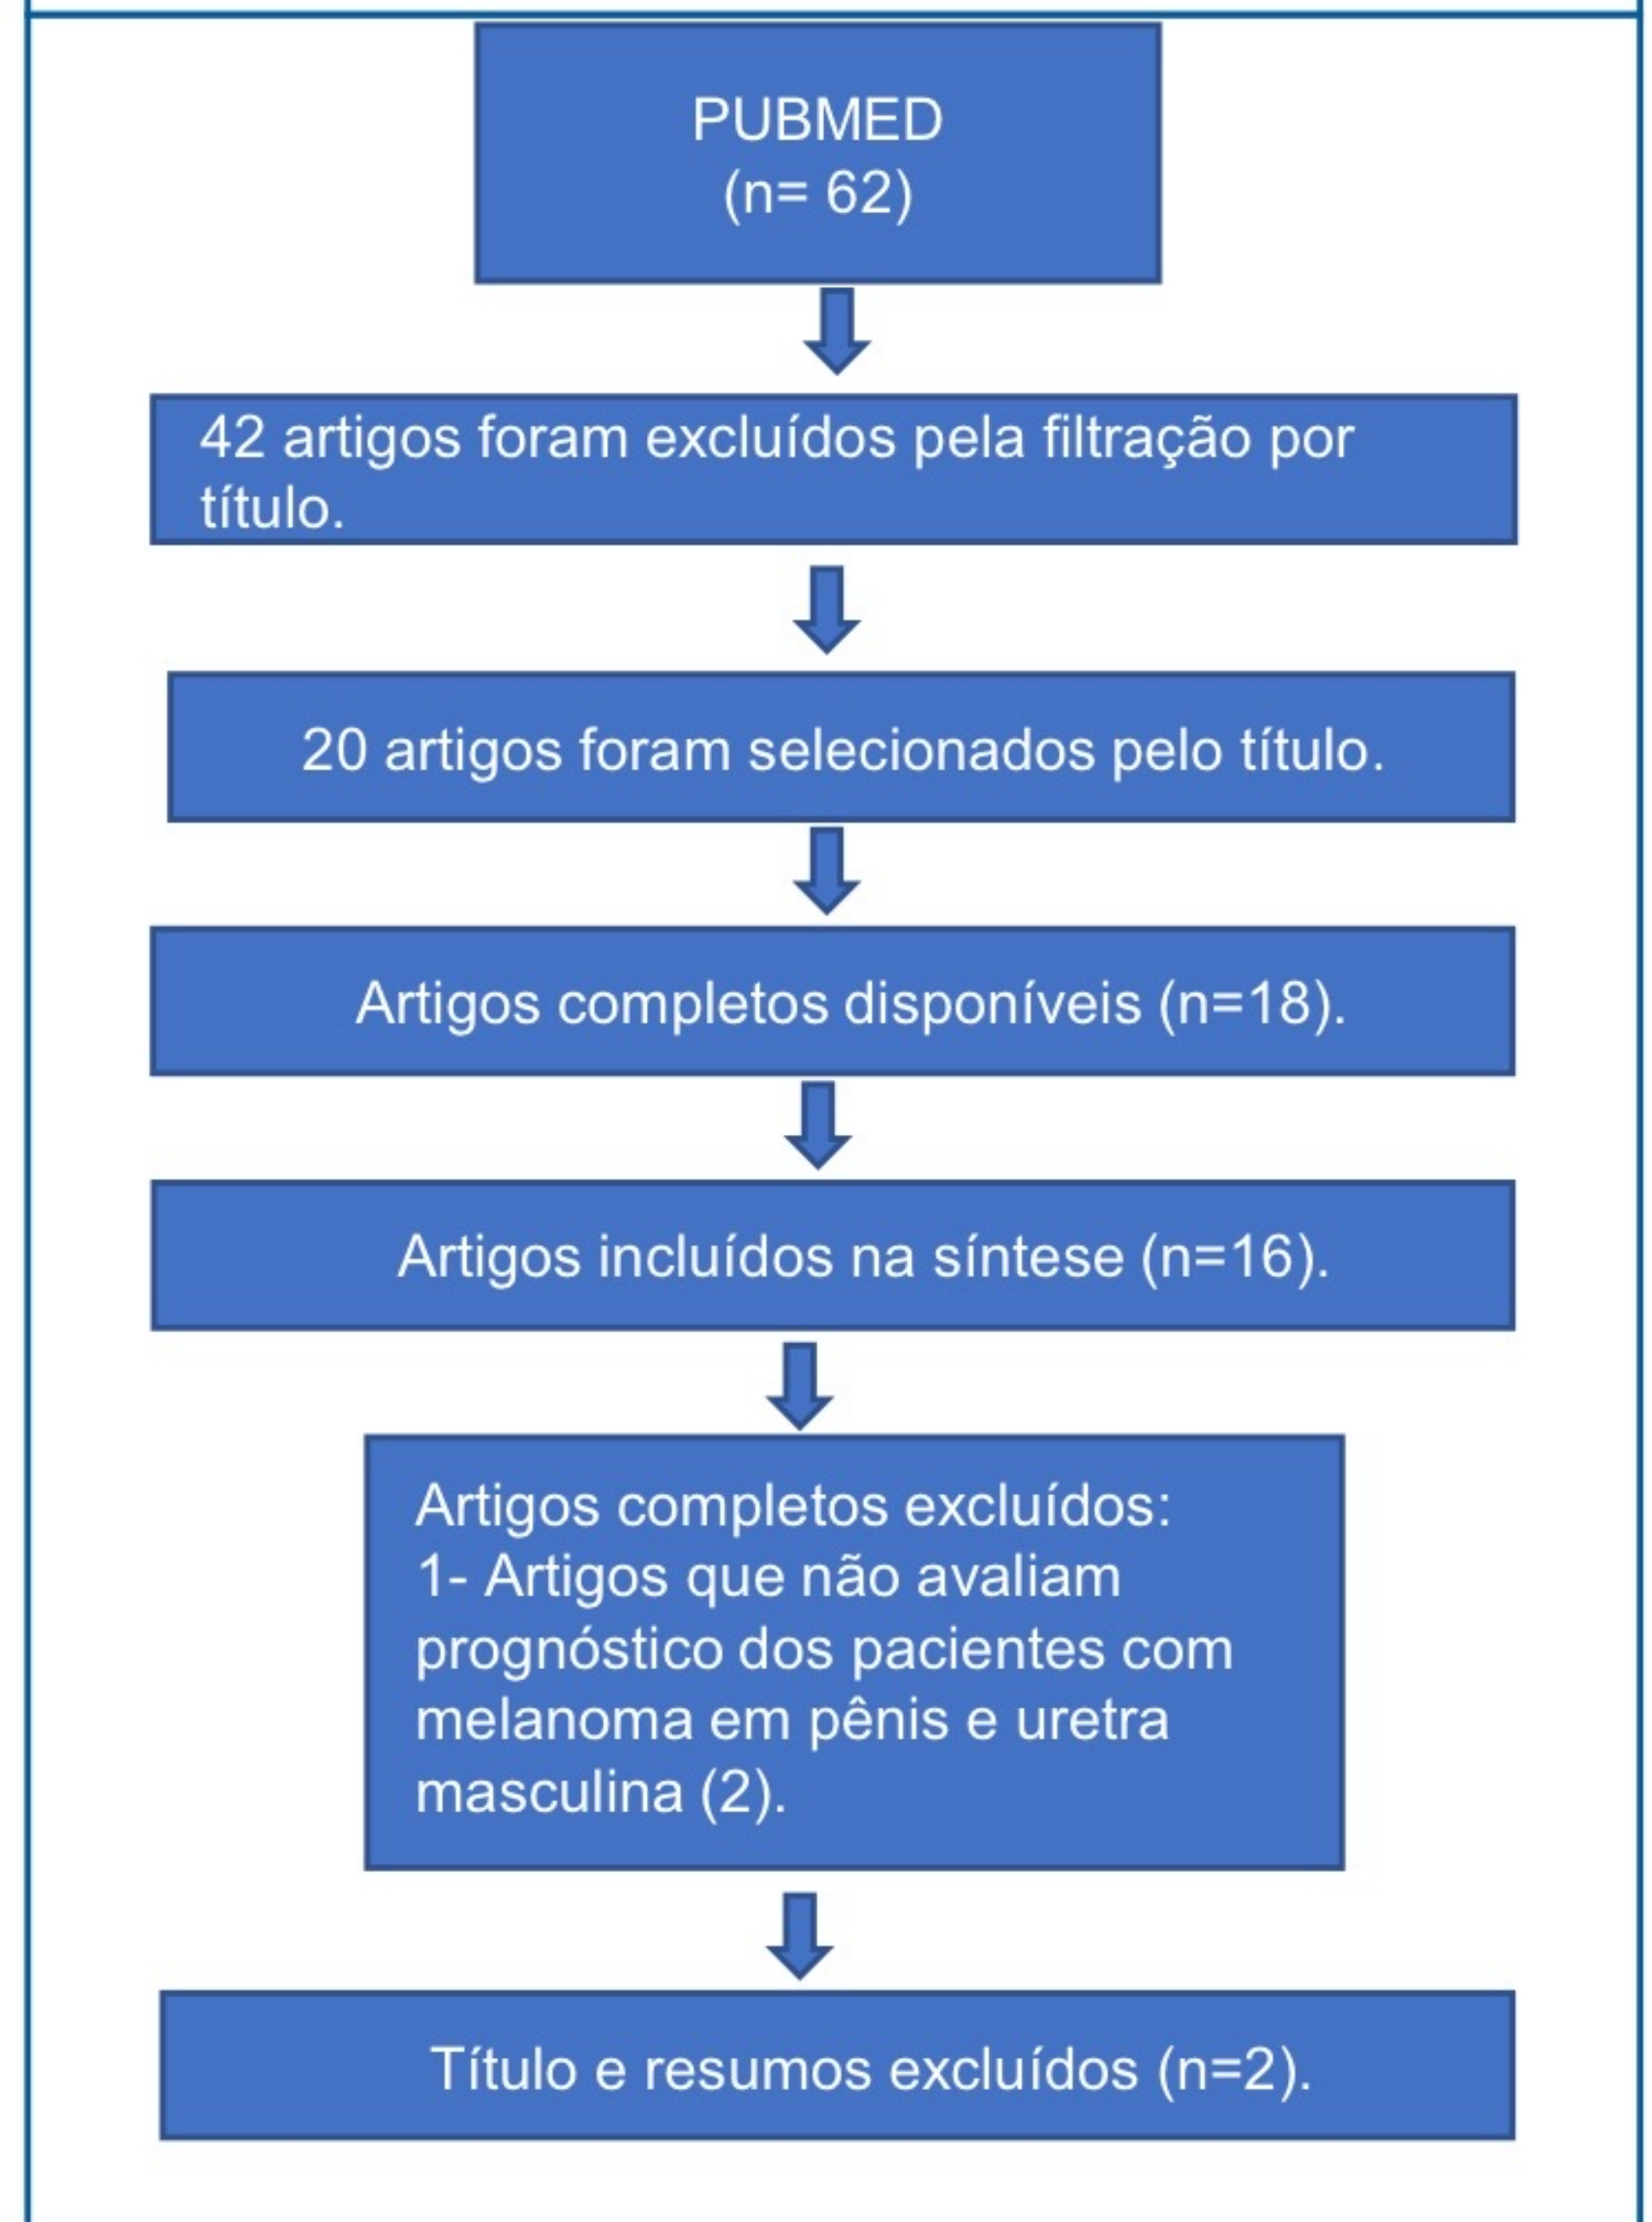 PUBMED
(n= 62)
42 artigos foram excluídos pela filtração por
título.
20 artigos foram selecionados pelo título.
Artigos completos disponíveis (n=18).
Artigos incluídos na síntese (n=16).
Artigos completos excluídos:
1- Artigos que não avaliam
prognóstico dos pacientes com
melanoma em pênis e uretra
masculina (2).
Título e resumos excluídos (n=2).